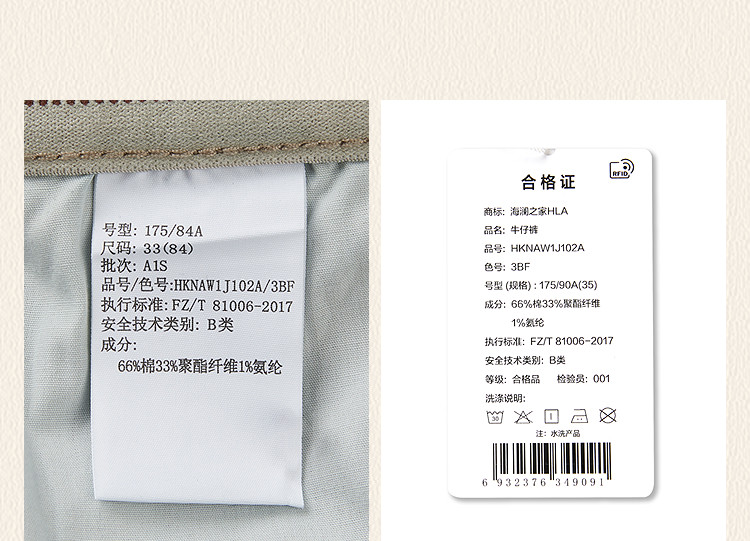 号型: 175/84A
尺码: 33(84)
批次: A1S
品号/色号:HKNAW1J102A/3BF
执行标准: FZ/T 81006-2017
安全技术类别: B类
成分:
66%棉33%聚酯纤维1%氨纶
RFID
合格证
商标: 海澜之家HLA
品名: 牛仔裤
品号: HKNAW1J102A
色号: 3BF
号型 (规格) : 175/90A(35)
成分: 66%棉33%聚酯纤维
1%氨纶
执行标准: FZ/T 81006-2017
安全技术类别: B类
等级: 合格品 检验员: 001
洗涤说明:
30
注: 水洗产品
6 932376 349091